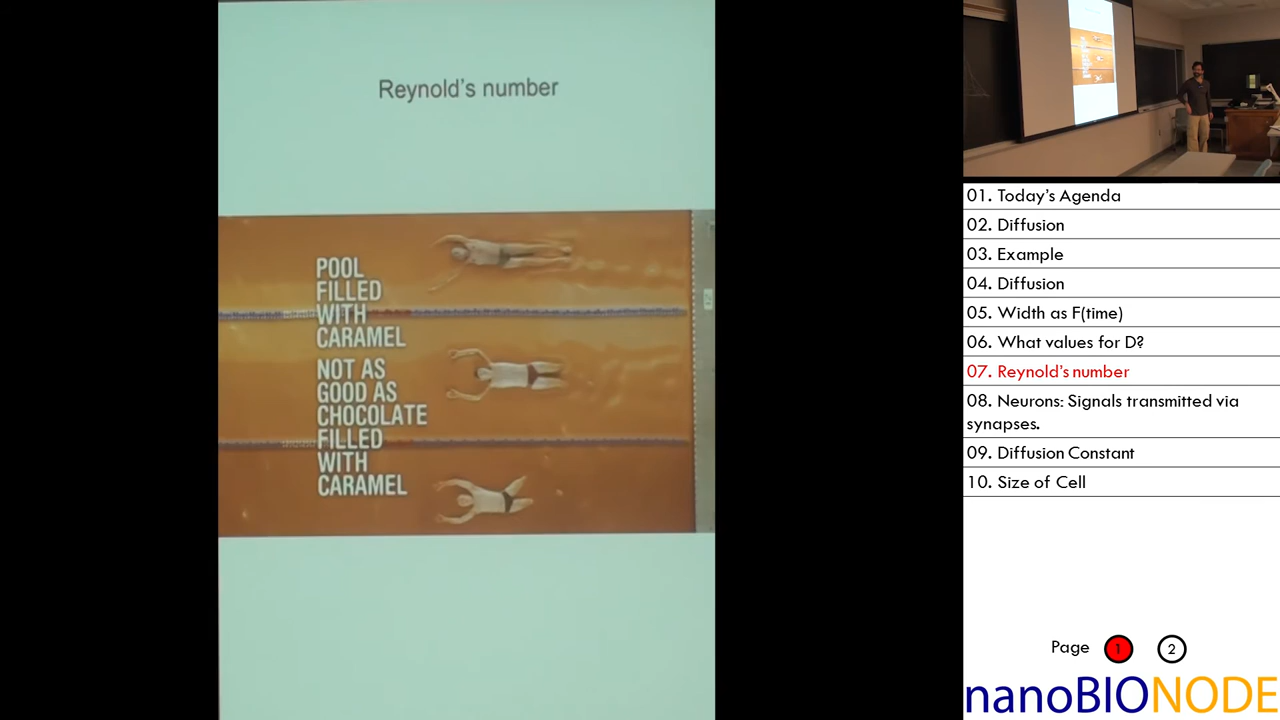 Reynold's number
POOL
FILLED
WITH
CARAMEL
NOT AS
GOOD AS
CHOCOLATE
FILLED
WITH
CARAMEL
01. Today's Agenda
02. Diffusion
03. Example
04. Diffusion
05. Width as F(time)
06. What values for D?
07. Reynold's number
08. Neurons: Signals transmitted via
synapses.
09. Diffusion Constant
10. Size of Cell
Page 1 2
nanoBIONODE